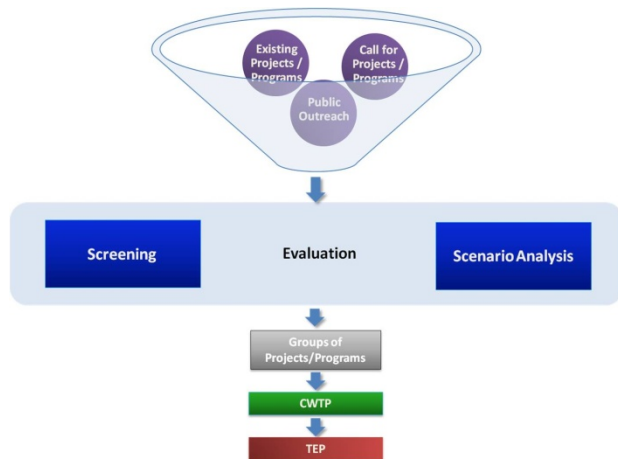 Existing
Projects /
Programs
Call for
Projects /
Programs
Public
Outreach
Screening
Evaluation
Scenario Analysis
Groups of
Projects/Programs
CWTP
TEP